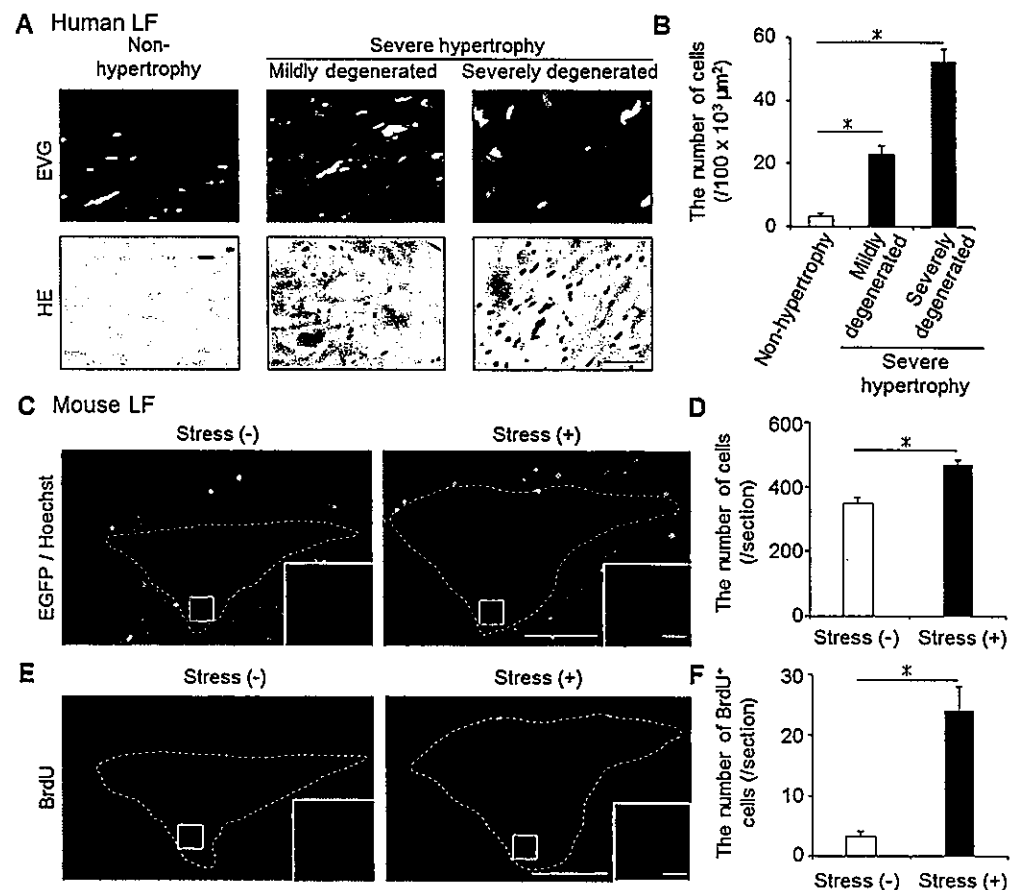 A Human LF
Non-
hypertrophy
Severe hypertrophy
Mildly degenerated
Severely degenerated
EVG
HE
B
The number of cells
(/100 x 10³ µm²)
60
40
20
0
*
*
Non-hypertrophy
Mildly
degenerated
Severely
degenerated
Severe
hypertrophy
C Mouse LF
Stress (-)
Stress (+)
EGFP / Hoechst
D
The number of cells
(/section)
600
400
200
0
*
Stress (-)
Stress (+)
E
Stress (-)
Stress (+)
BrdU
F
The number of BrdU⁺
cells (/section)
30
20
10
0
*
Stress (-)
Stress (+)